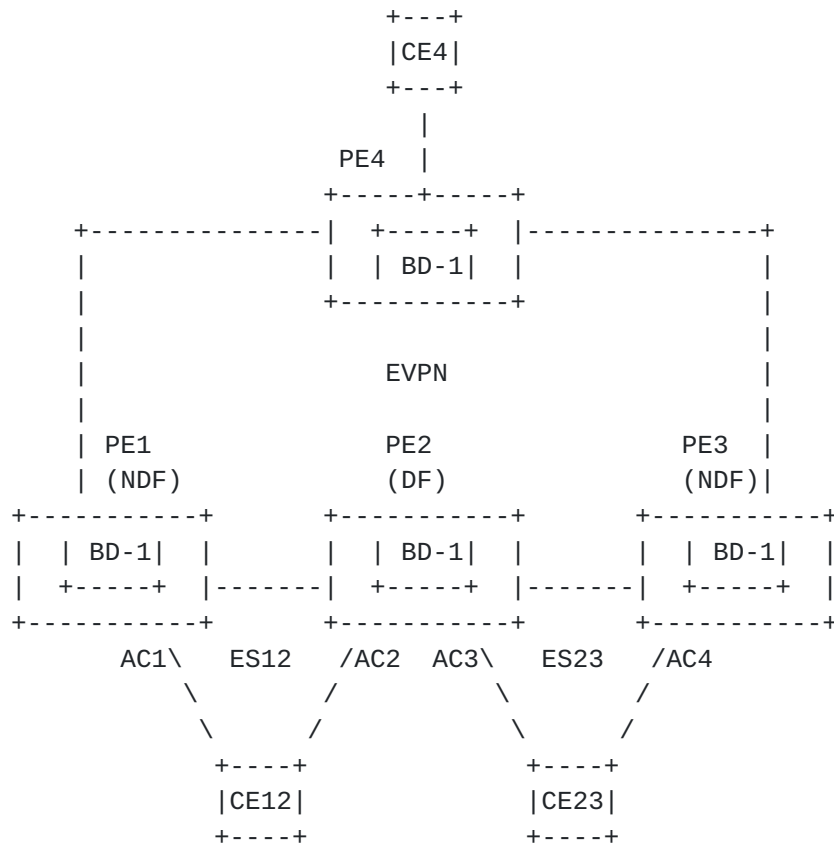 CE4
PE4
BD-1
EVPN
PE1 PE2 PE3
(NDF) (DF) (NDF)
BD-1 BD-1 BD-1
AC1 ES12 AC2 AC3 ES23 AC4
CE12 CE23